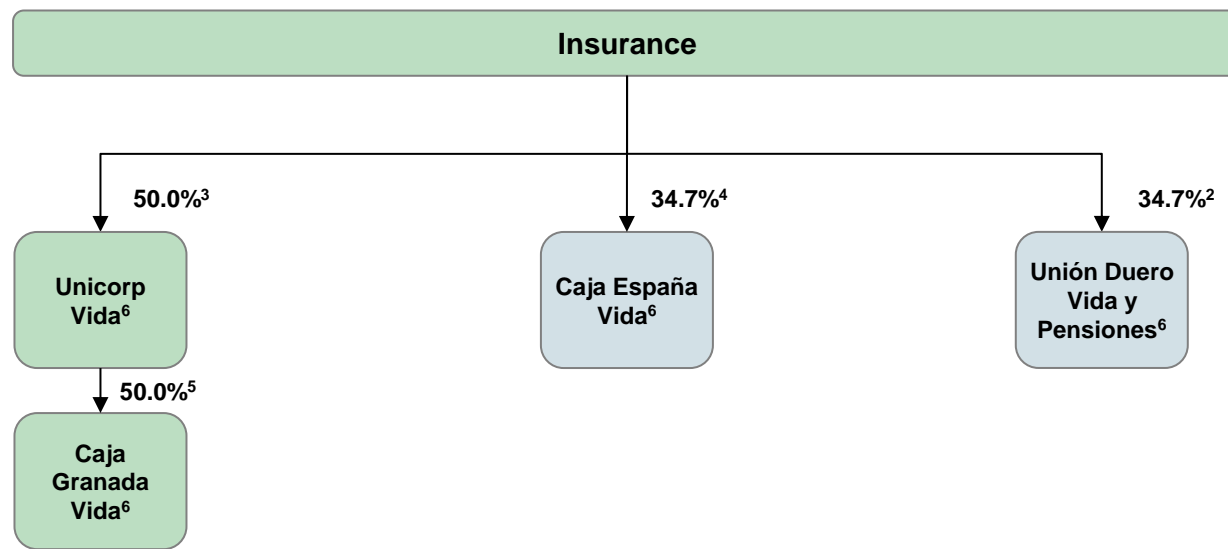 Insurance
50.0%³
34.7%⁴
34.7%²
Unicorp
Vida⁶
Caja España
Vida⁶
Unión Duero
Vida y
Pensiones⁶
50.0%⁵
Caja
Granada
Vida⁶